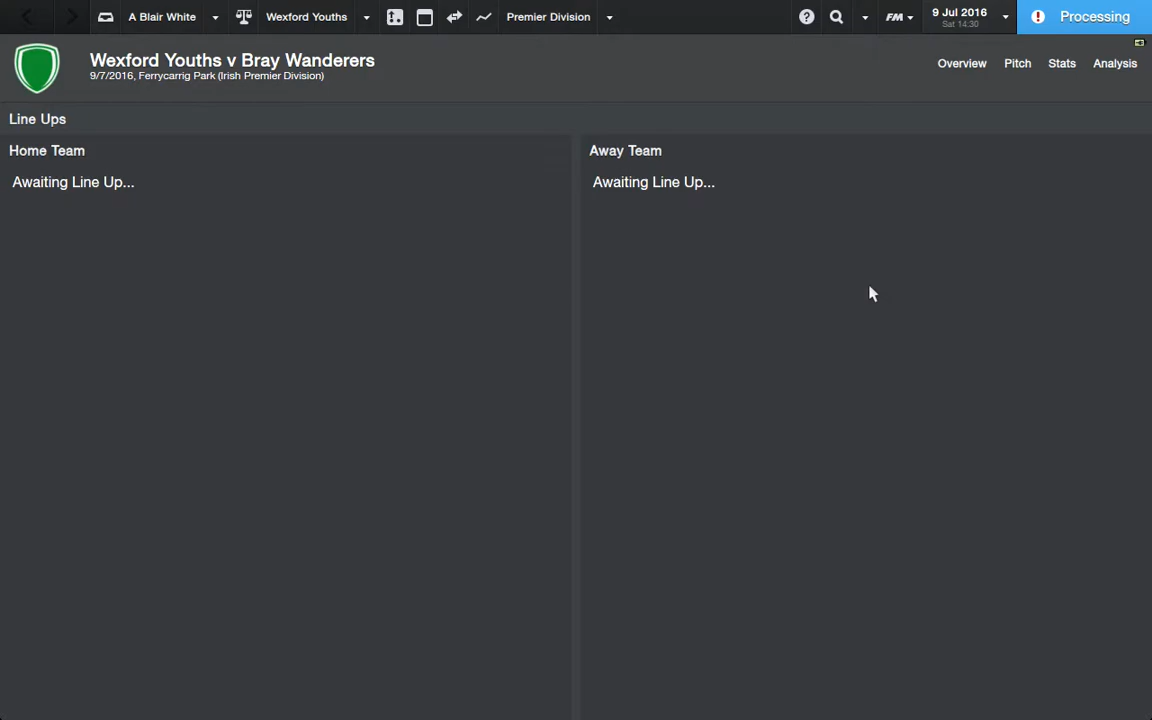 A Blair White
Wexford Youths
Premier Division
FM
9 Jul 2016
Sat 14:30
Processing
Wexford Youths v Bray Wanderers
9/7/2016, Ferrycarrig Park (Irish Premier Division)
Overview
Pitch
Stats
Analysis
Line Ups
Home Team
Away Team
Awaiting Line Up...
Awaiting Line Up...